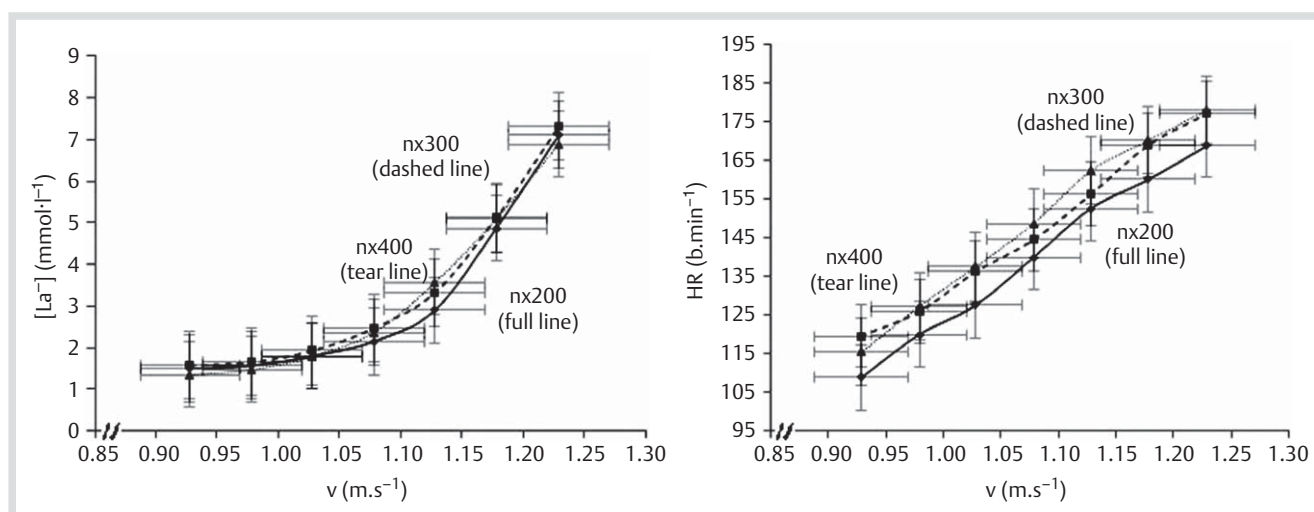 9
8
7
6
5
4
3
2
1
0
[La⁻] (mmol·l⁻¹)
nx300
(dashed line)
nx400
(tear line)
nx200
(full line)
0.85 0.90 0.95 1.00 1.05 1.10 1.15 1.20 1.25 1.30
v (m.s⁻¹)
195
185
175
165
155
145
135
125
115
105
95
HR (b.min⁻¹)
nx300
(dashed line)
nx400
(tear line)
nx200
(full line)
0.85 0.90 0.95 1.00 1.05 1.10 1.15 1.20 1.25 1.30
v (m.s⁻¹)